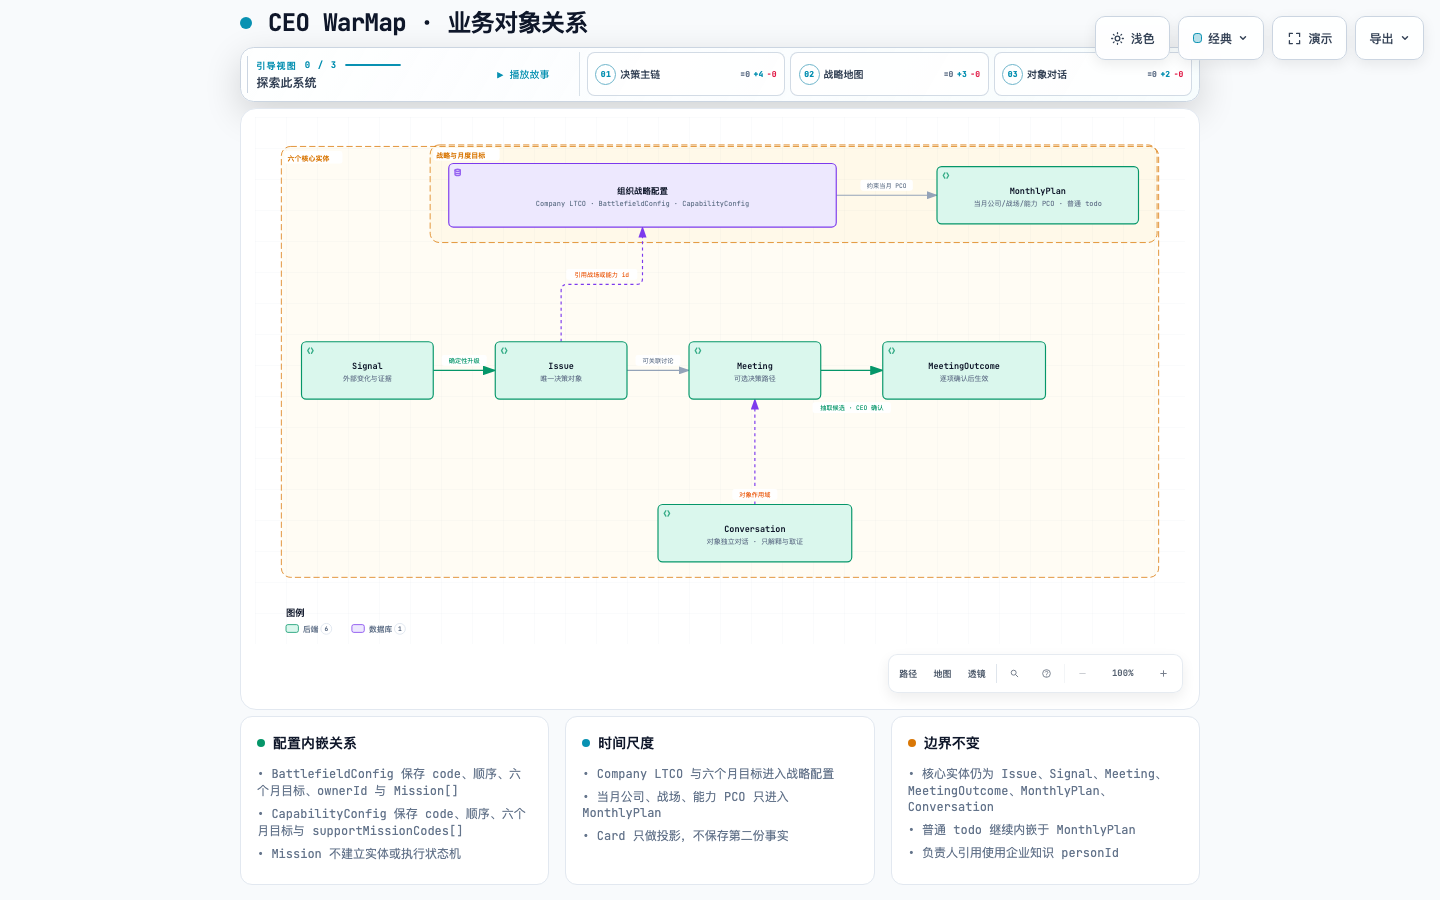 CEO WarMap · 业务对象关系
浅色
经典
演示
导出
引导视图 0 / 3
探索此系统
▶ 播放故事
01 决策主链 ≡0 +4 -0
02 战略地图 ≡0 +3 -0
03 对象对话 ≡0 +2 -0
六个核心实体
战略与月度目标
组织战略配置
Company LTCO · BattlefieldConfig · CapabilityConfig
约束当月 PCO
MonthlyPlan
当月公司/战场/能力 PCO · 普通 todo
引用战场或能力 id
Signal
外部变化与证据
确定性升级
Issue
唯一决策对象
可关联讨论
Meeting
可选决策路径
抽取候选 · CEO 确认
MeetingOutcome
逐项确认后生效
对象作用域
Conversation
对象独立对话 · 只解释与取证
图例
后端 6
数据库 1
路径
地图
透镜
− 100% +
配置内嵌关系
• BattlefieldConfig 保存 code、顺序、六
个月目标、ownerId 与 Mission[]
• CapabilityConfig 保存 code、顺序、六个
月目标与 supportMissionCodes[]
• Mission 不建立实体或执行状态机
时间尺度
• Company LTCO 与六个月目标进入战略配置
• 当月公司、战场、能力 PCO 只进入
MonthlyPlan
• Card 只做投影，不保存第二份事实
边界不变
• 核心实体仍为 Issue、Signal、Meeting、
MeetingOutcome、MonthlyPlan、
Conversation
• 普通 todo 继续内嵌于 MonthlyPlan
• 负责人引用使用企业知识 personId